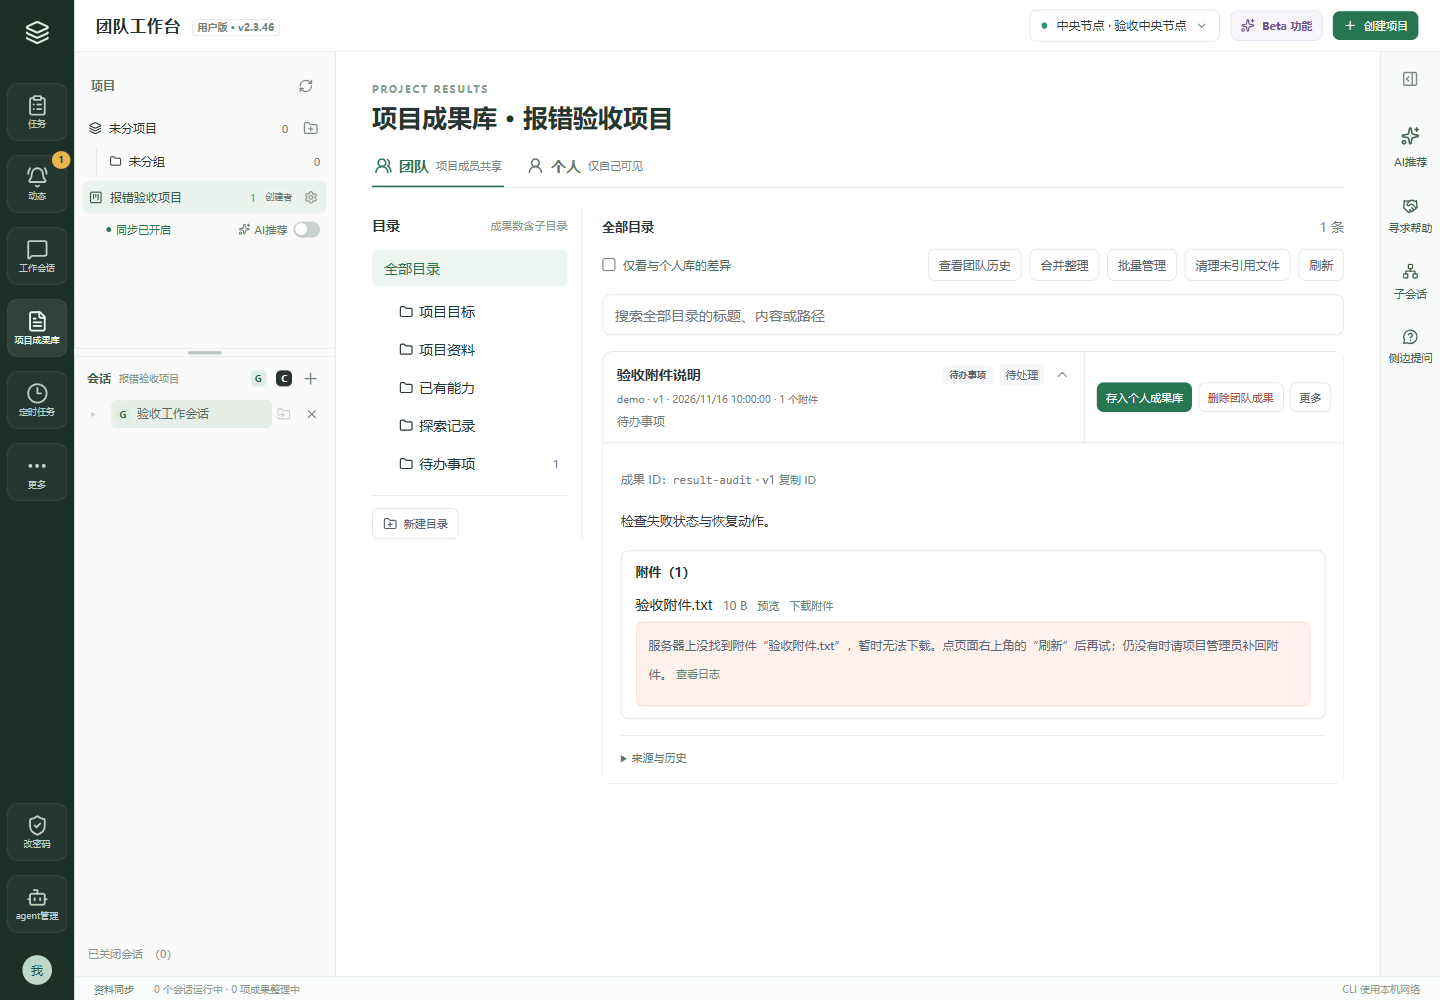 团队工作台
用户版 • v2.3.46
中央节点 · 验收中央节点
Beta 功能
创建项目
任务
1
动态
工作会话
项目成果库
定时任务
更多
改密码
agent管理
我
项目
未分项目 0
未分组 0
报错验收项目 1 创建者
同步已开启 AI推荐
会话 报错验收项目 G C
G 验收工作会话
已关闭会话 (0)
PROJECT RESULTS
项目成果库 • 报错验收项目
团队 项目成员共享 个人 仅自己可见
目录 成果数含子目录
全部目录
项目目标
项目资料
已有能力
探索记录
待办事项 1
新建目录
全部目录 1 条
仅看与个人库的差异 查看团队历史 合并整理 批量管理 清理未引用文件 刷新
搜索全部目录的标题、内容或路径
验收附件说明 待办事项 待处理
demo · v1 · 2026/11/16 10:00:00 · 1 个附件
待办事项
存入个人成果库 删除团队成果 更多
成果 ID: result-audit · v1 复制 ID
检查失败状态与恢复动作。
附件（1）
验收附件.txt 10 B 预览 下载附件
服务器上没找到附件“验收附件.txt”，暂时无法下载。点页面右上角的“刷新”后再试；仍没有时请项目管理员补回附
件。 查看日志
来源与历史
AI推荐
寻求帮助
子会话
侧边提问
资料同步 0 个会话运行中 · 0 项成果整理中
CLI 使用本机网络